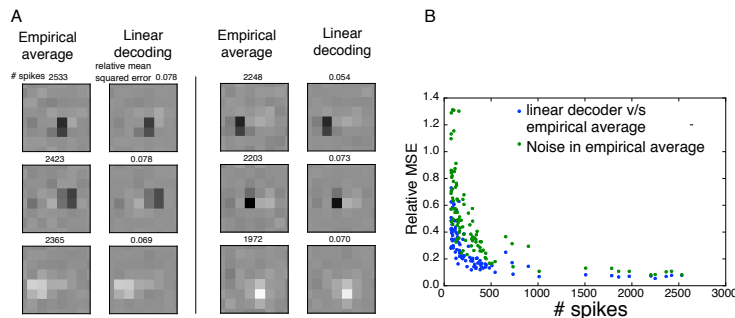 A
Empirical average
Linear decoding
Empirical average
Linear decoding
# spikes 2533
relative mean squared error 0.078
2248
0.054
2423
0.078
2203
0.073
2365
0.069
1972
0.070
B
linear decoder v/s
empirical average
Noise in empirical average
Relative MSE
1.4
1.2
1.0
0.8
0.6
0.4
0.2
0.0
0
500
1000
1500
2000
2500
3000
# spikes